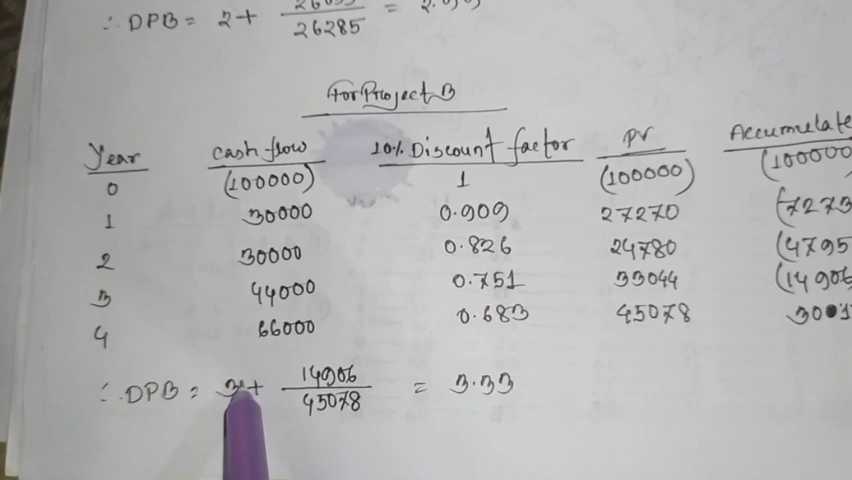 ∴ DPB = 2+ 26285 =
For Project B
Year Cash flow 10% Discount factor PV Accumulate
0 (100000) 1 (100000) (100000
1 30000 0.909 27270 (7273
2 30000 0.826 24780 (4795
3 44000 0.751 33044 (14906
4 66000 0.683 45078
∴ DPB = 3+ 14906/45078 = 3.33